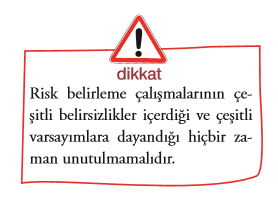 dikkat
Risk belirleme çalışmalarının çe-
şitli belirsizlikler içerdiği ve çeşitli
varsayımlara dayandığı hiçbir za-
man unutulmamalıdır.